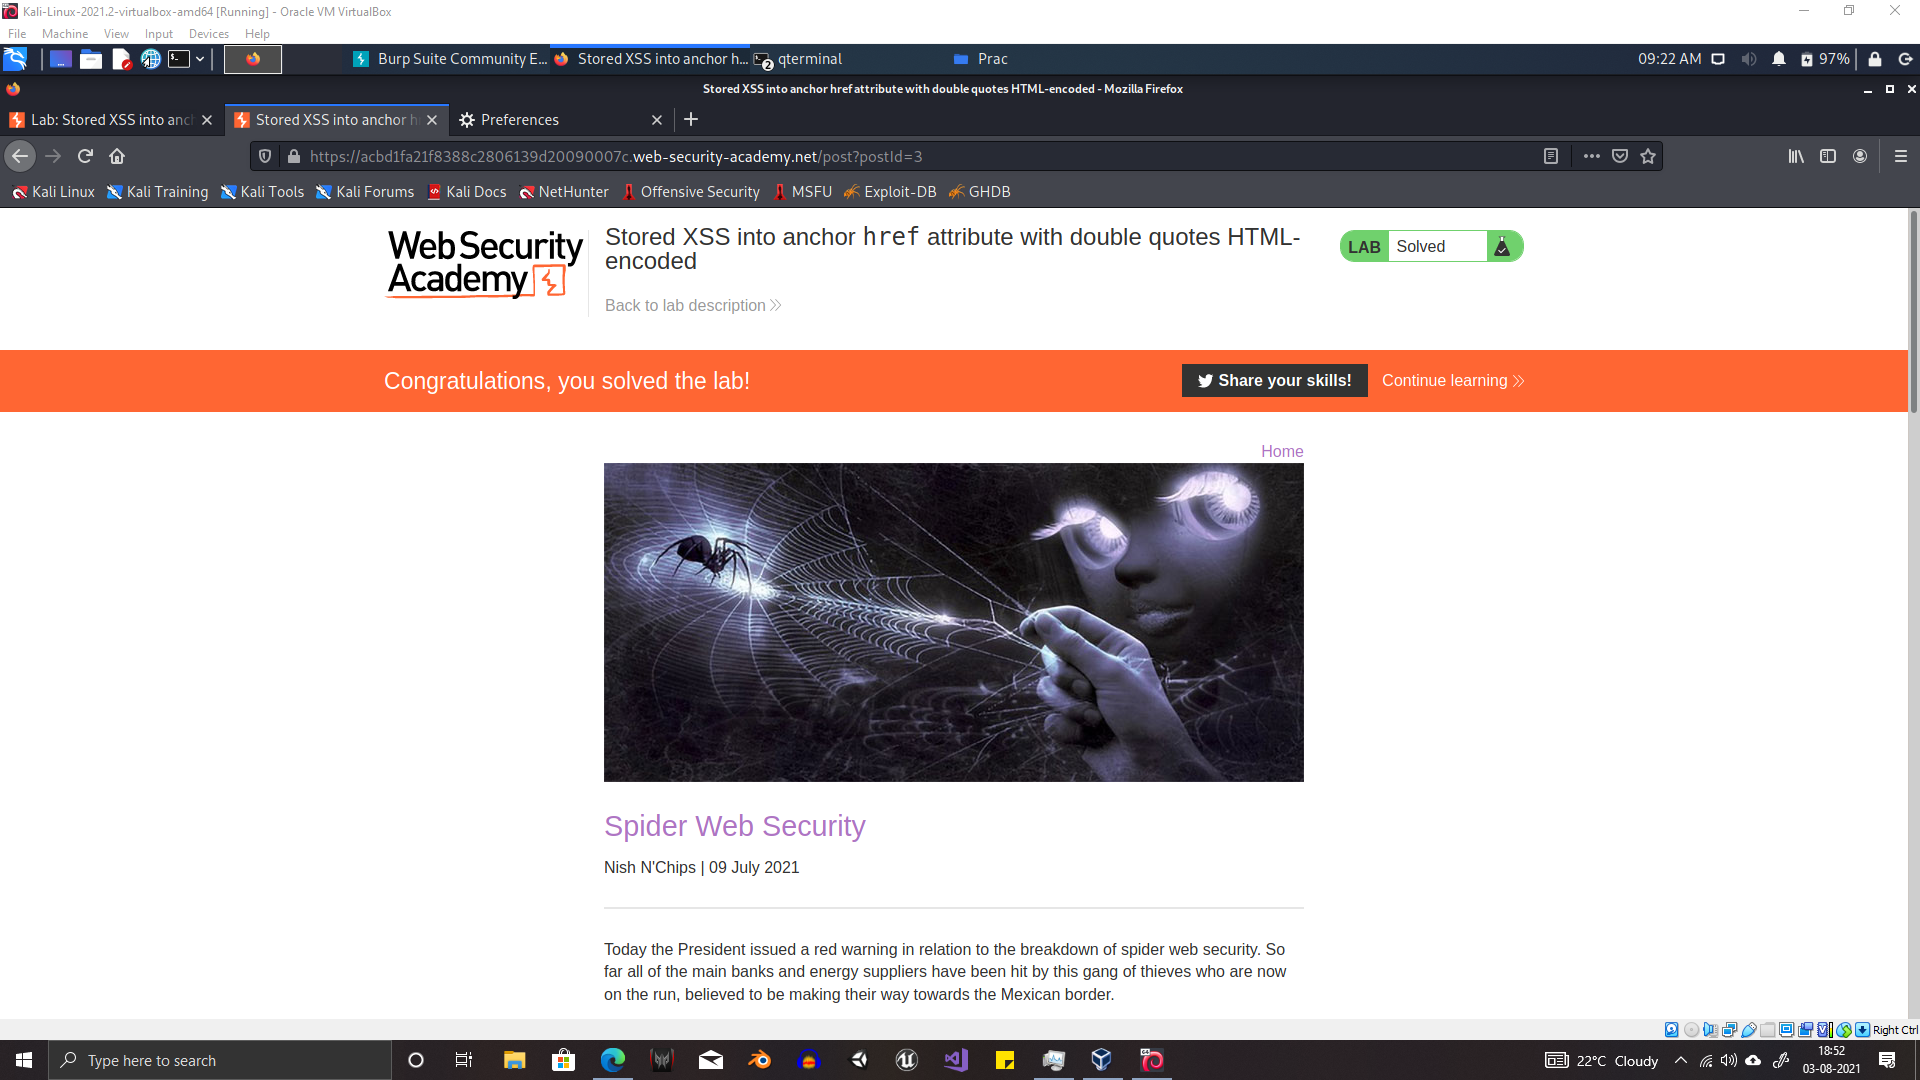 Kali-Linux-2021.2-virtualbox-amd64 [Running] - Oracle VM VirtualBox
File Machine View Input Devices Help
Burp Suite Community E... Stored XSS into anchor h... 2 qterminal Prac 09:22 AM 97%
Stored XSS into anchor href attribute with double quotes HTML-encoded - Mozilla Firefox
Lab: Stored XSS into anc Stored XSS into anchor h Preferences
https://acbd1fa21f8388c2806139d20090007c.web-security-academy.net/post?postId=3
Kali Linux Kali Training Kali Tools Kali Forums Kali Docs NetHunter Offensive Security MSFU Exploit-DB GHDB
WebSecurity
Academy
Stored XSS into anchor href attribute with double quotes HTML-
encoded
LAB Solved
Back to lab description
Congratulations, you solved the lab!
Share your skills! Continue learning
Home
Spider Web Security
Nish N'Chips | 09 July 2021
Today the President issued a red warning in relation to the breakdown of spider web security. So
far all of the main banks and energy suppliers have been hit by this gang of thieves who are now
on the run, believed to be making their way towards the Mexican border.
Right Ctrl
Type here to search
22°C Cloudy
18:52
03-08-2021